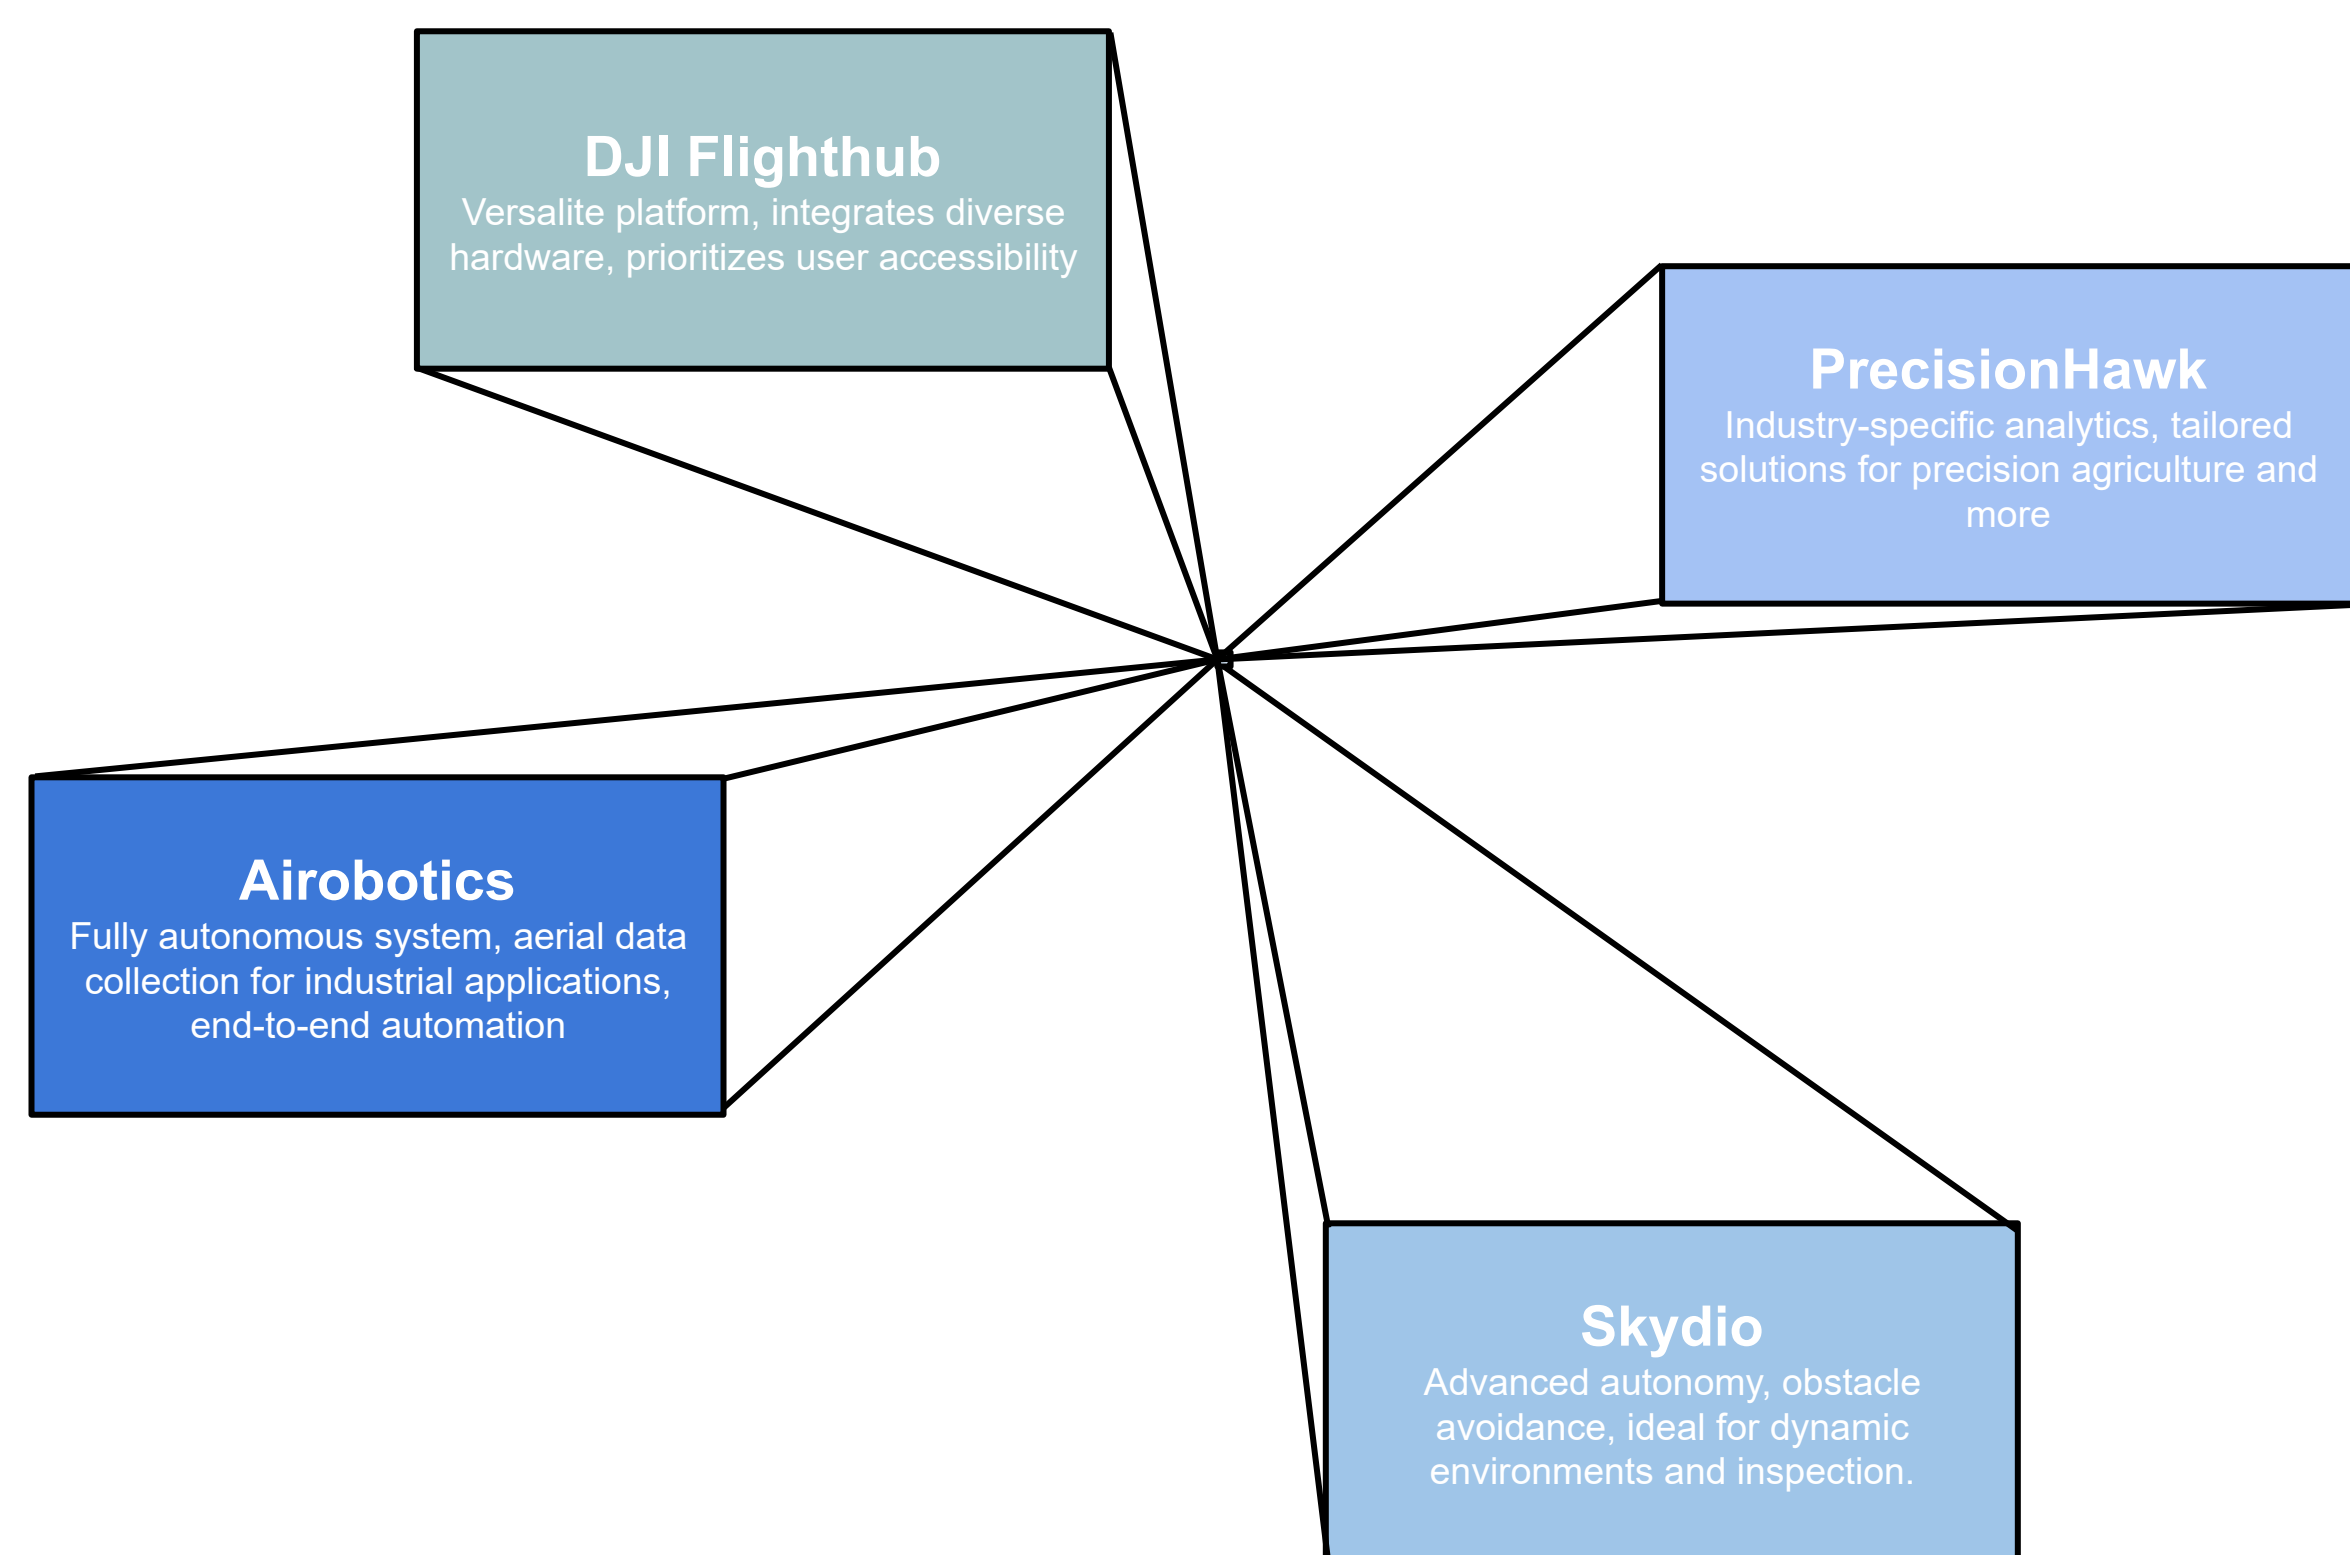 DJI Flighthub
Versalite platform, integrates diverse
hardware, prioritizes user accessibility
PrecisionHawk
Industry-specific analytics, tailored
solutions for precision agriculture and
more
Airobotics
Fully autonomous system, aerial data
collection for industrial applications,
end-to-end automation
Skydio
Advanced autonomy, obstacle
avoidance, ideal for dynamic
environments and inspection.